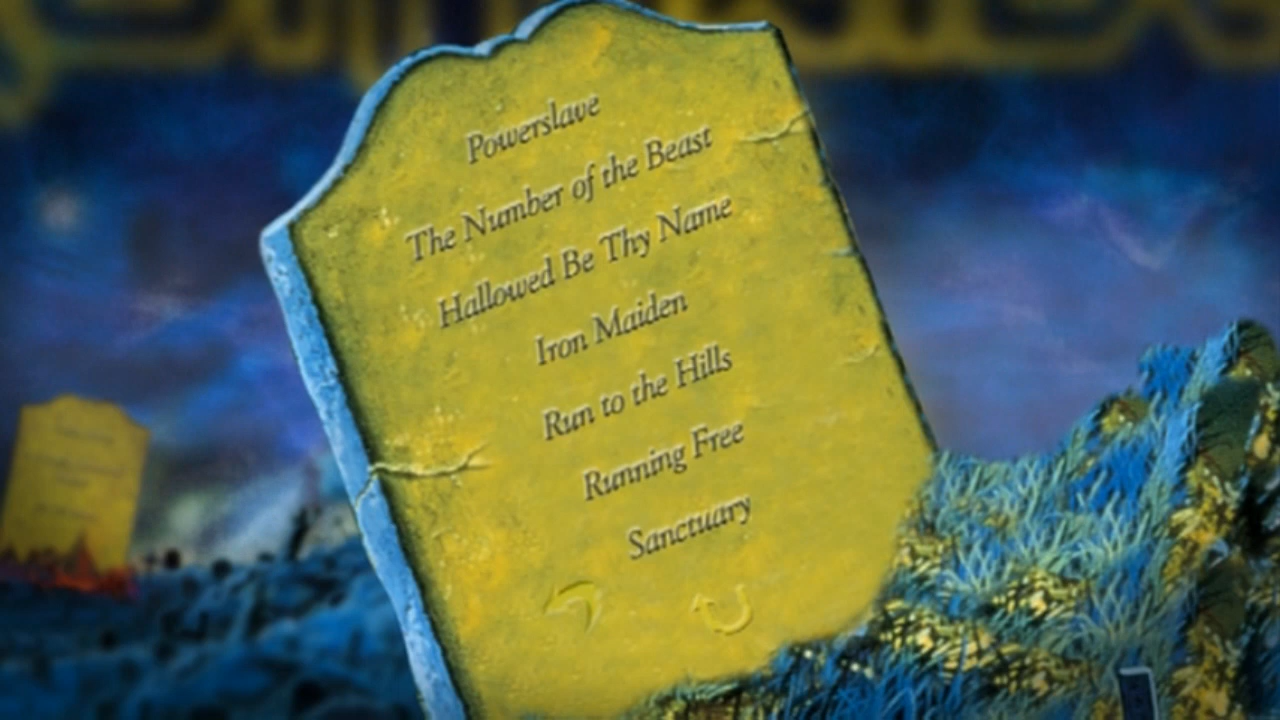 Powerslave
The Number of the Beast
Hallowed Be Thy Name
Iron Maiden
Run to the Hills
Running Free
Sanctuary